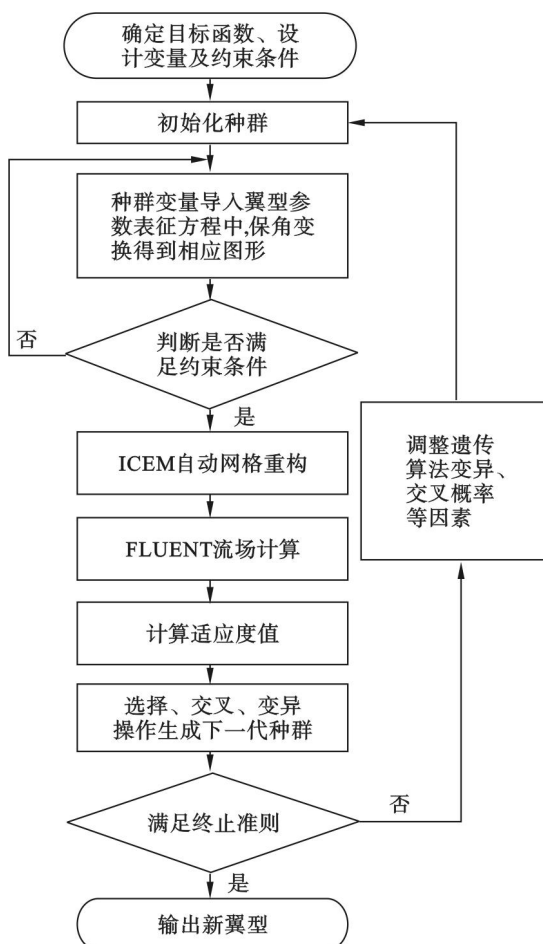 确定目标函数、设
计变量及约束条件
初始化种群
种群变量导入翼型参
数表征方程中,保角变
换得到相应图形
否
判断是否满
足约束条件
是
ICEM自动网格重构
调整遗传
算法变异、
交叉概率
等因素
FLUENT流场计算
计算适应度值
选择、交叉、变异
操作生成下一代种群
否
满足终止准则
是
输出新翼型